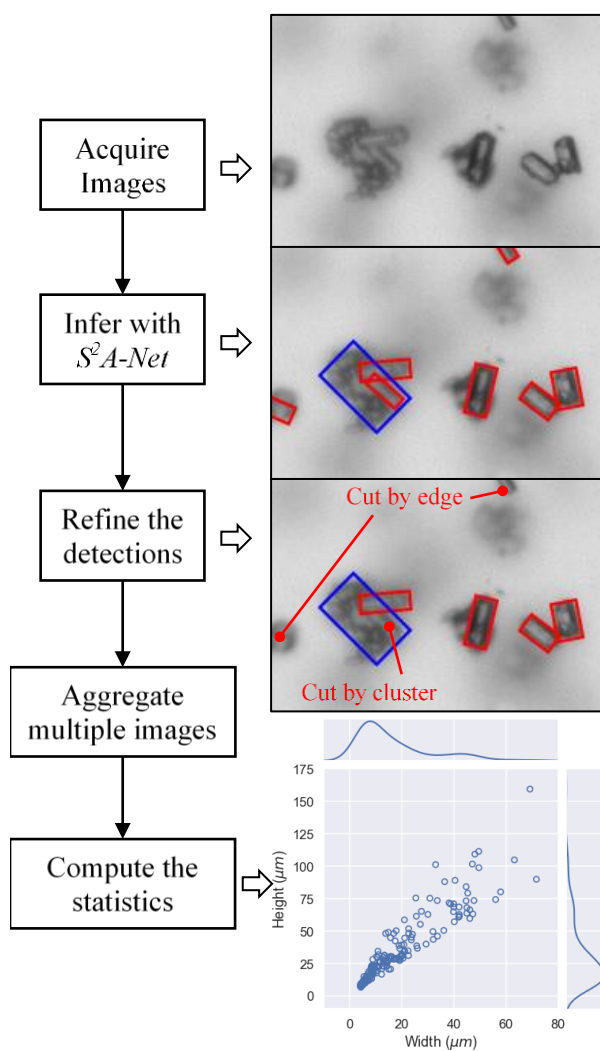 Acquire
Images
Infer with
S²A-Net
Refine the
detections
Cut by edge
Cut by cluster
Aggregate
multiple images
Compute the
statistics
175
150
125
100
75
50
25
0
Height (μm)
0
20
40
60
80
Width (μm)